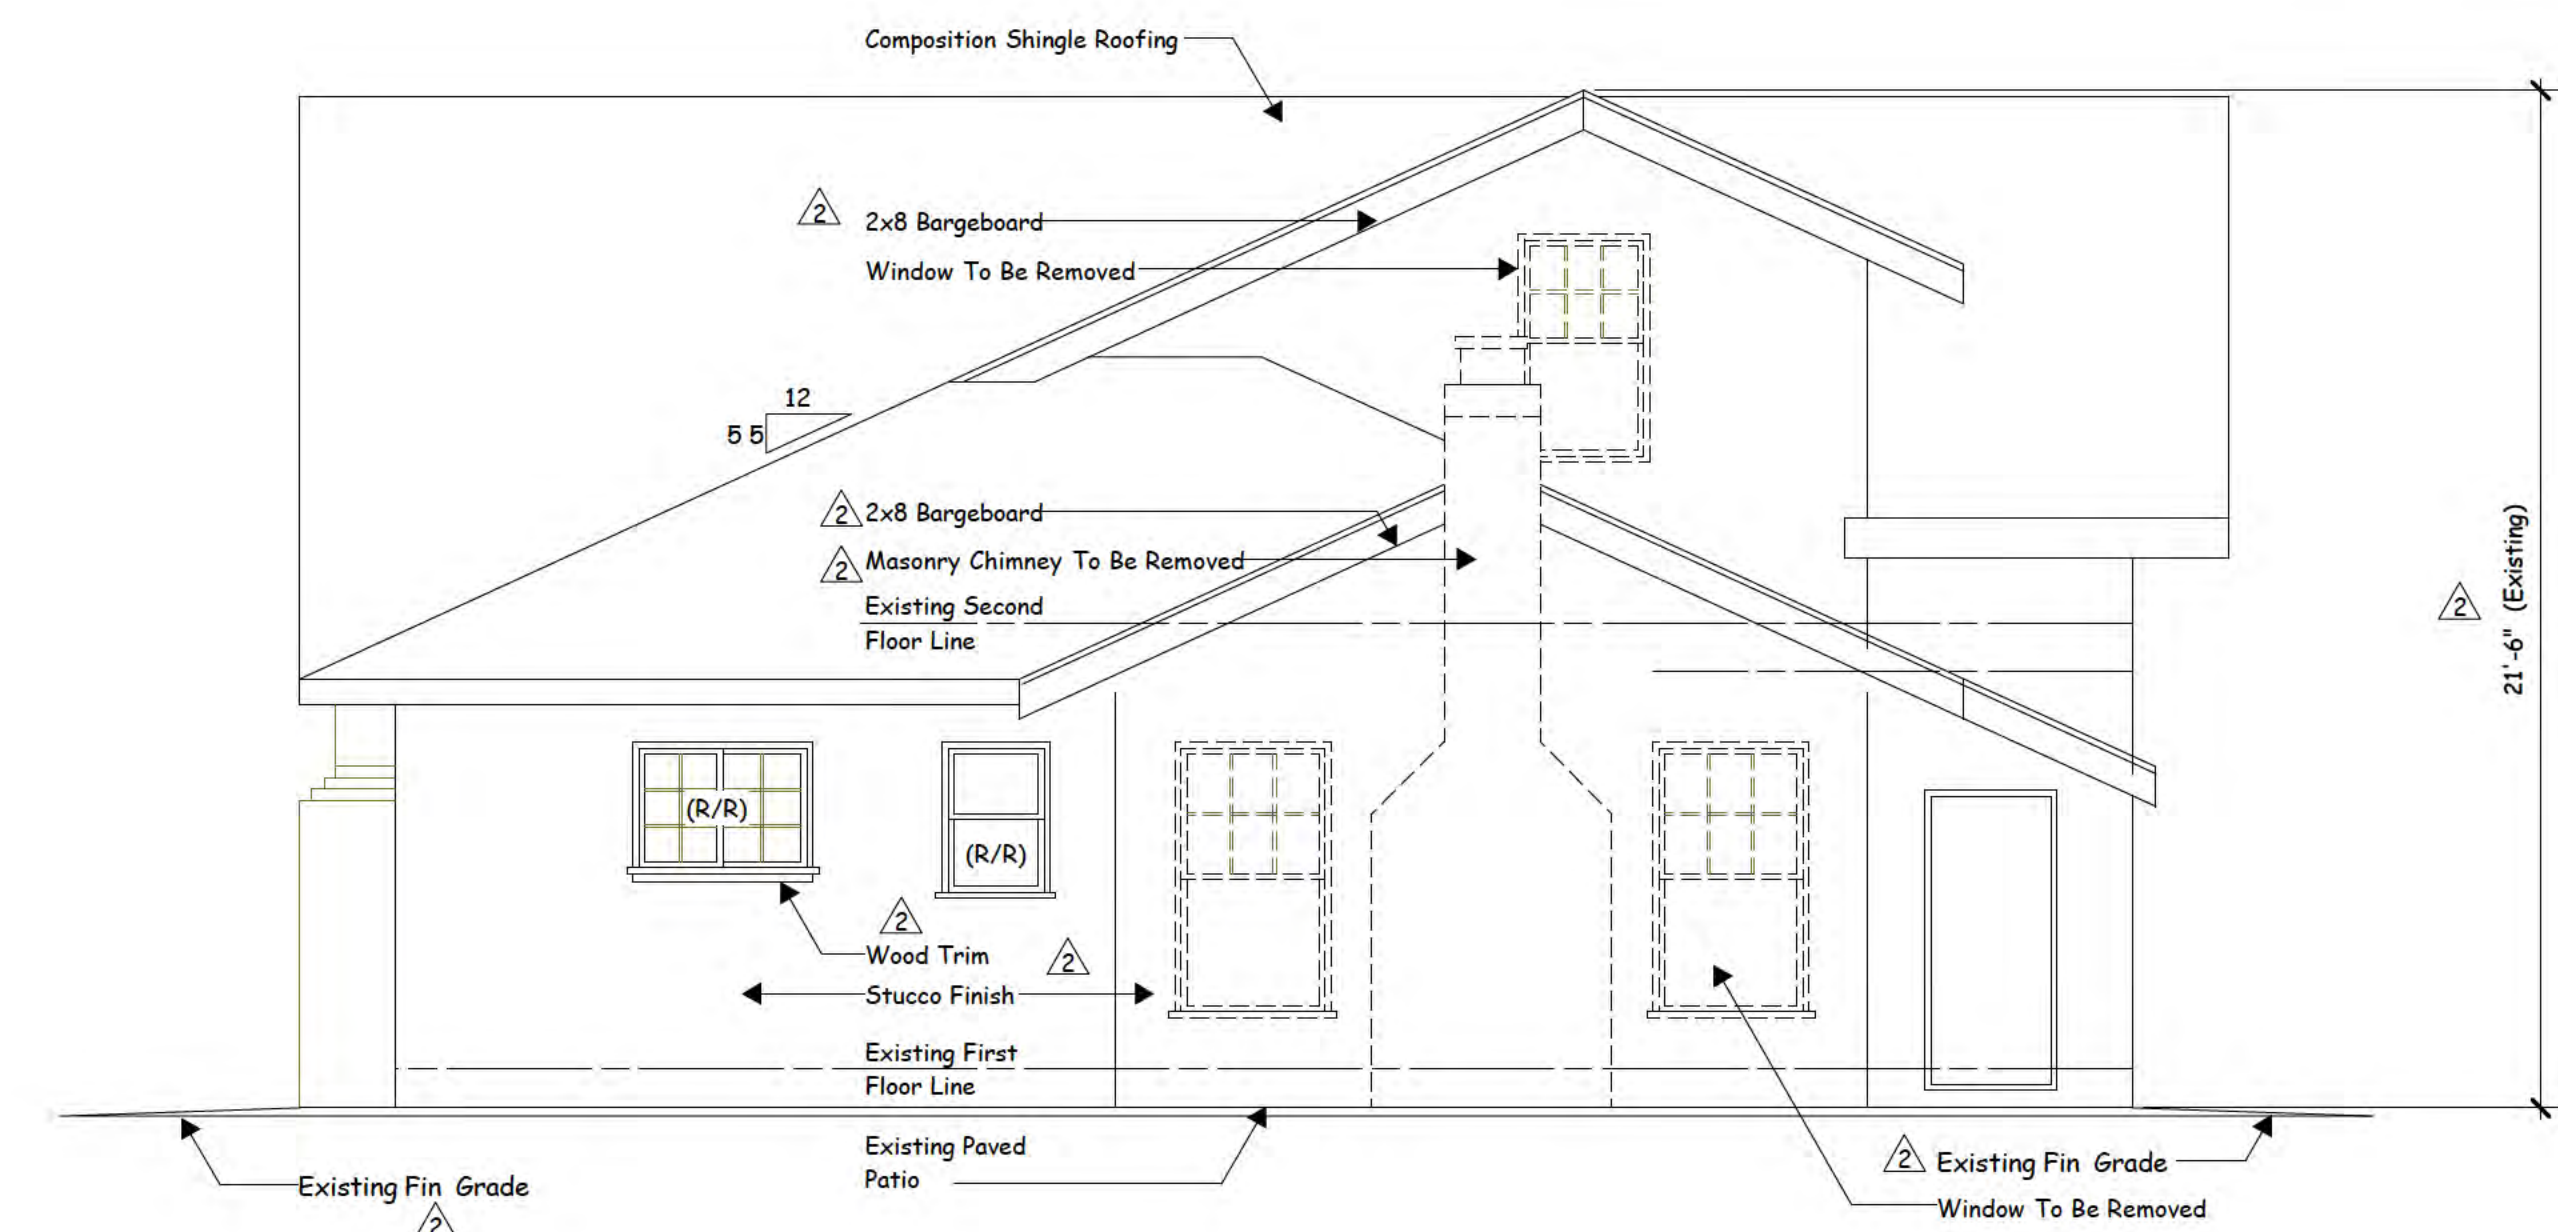 Composition Shingle Roofing
2
2x8 Bargeboard
Window To Be Removed
12
5 5
2
2x8 Bargeboard
2
Masonry Chimney To Be Removed
Existing Second
Floor Line
2
21'-6" (Existing)
(R/R)
(R/R)
2
Wood Trim
2
Stucco Finish
Existing First
Floor Line
Existing Paved
Patio
2
Existing Fin Grade
Existing Fin Grade
2
Window To Be Removed